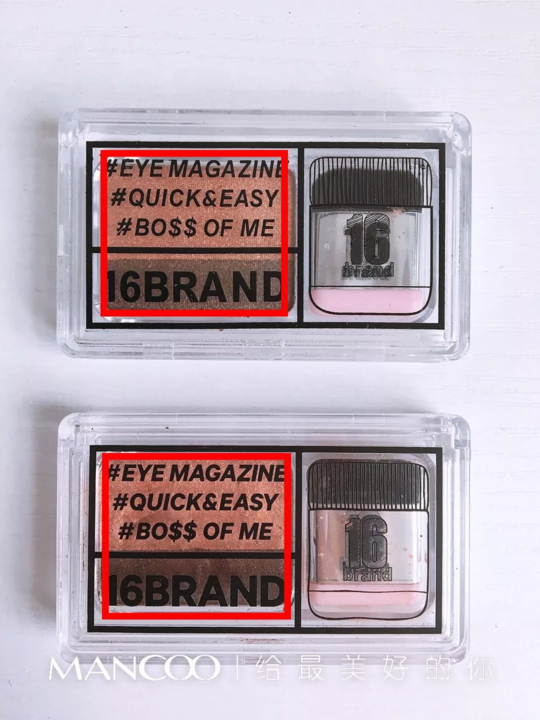 #EYE MAGAZINE
#QUICK&EASY
#BO$$ OF ME
16BRAND
16
brand
#EYE MAGAZINE
#QUICK&EASY
#BO$$ OF ME
16BRAND
16
brand
MANCOO | 给最美好的你